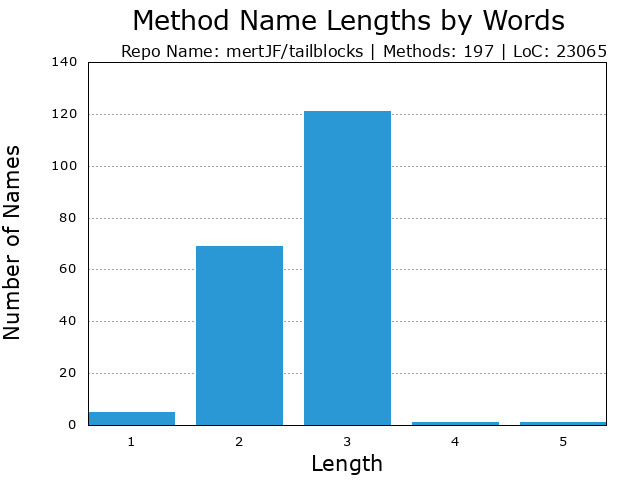 Method Name Lengths by Words
Repo Name: mertJF/tailblocks | Methods: 197 | LoC: 23065
Number of Names
140
120
100
80
60
40
20
0
1 2 3 4 5
Length